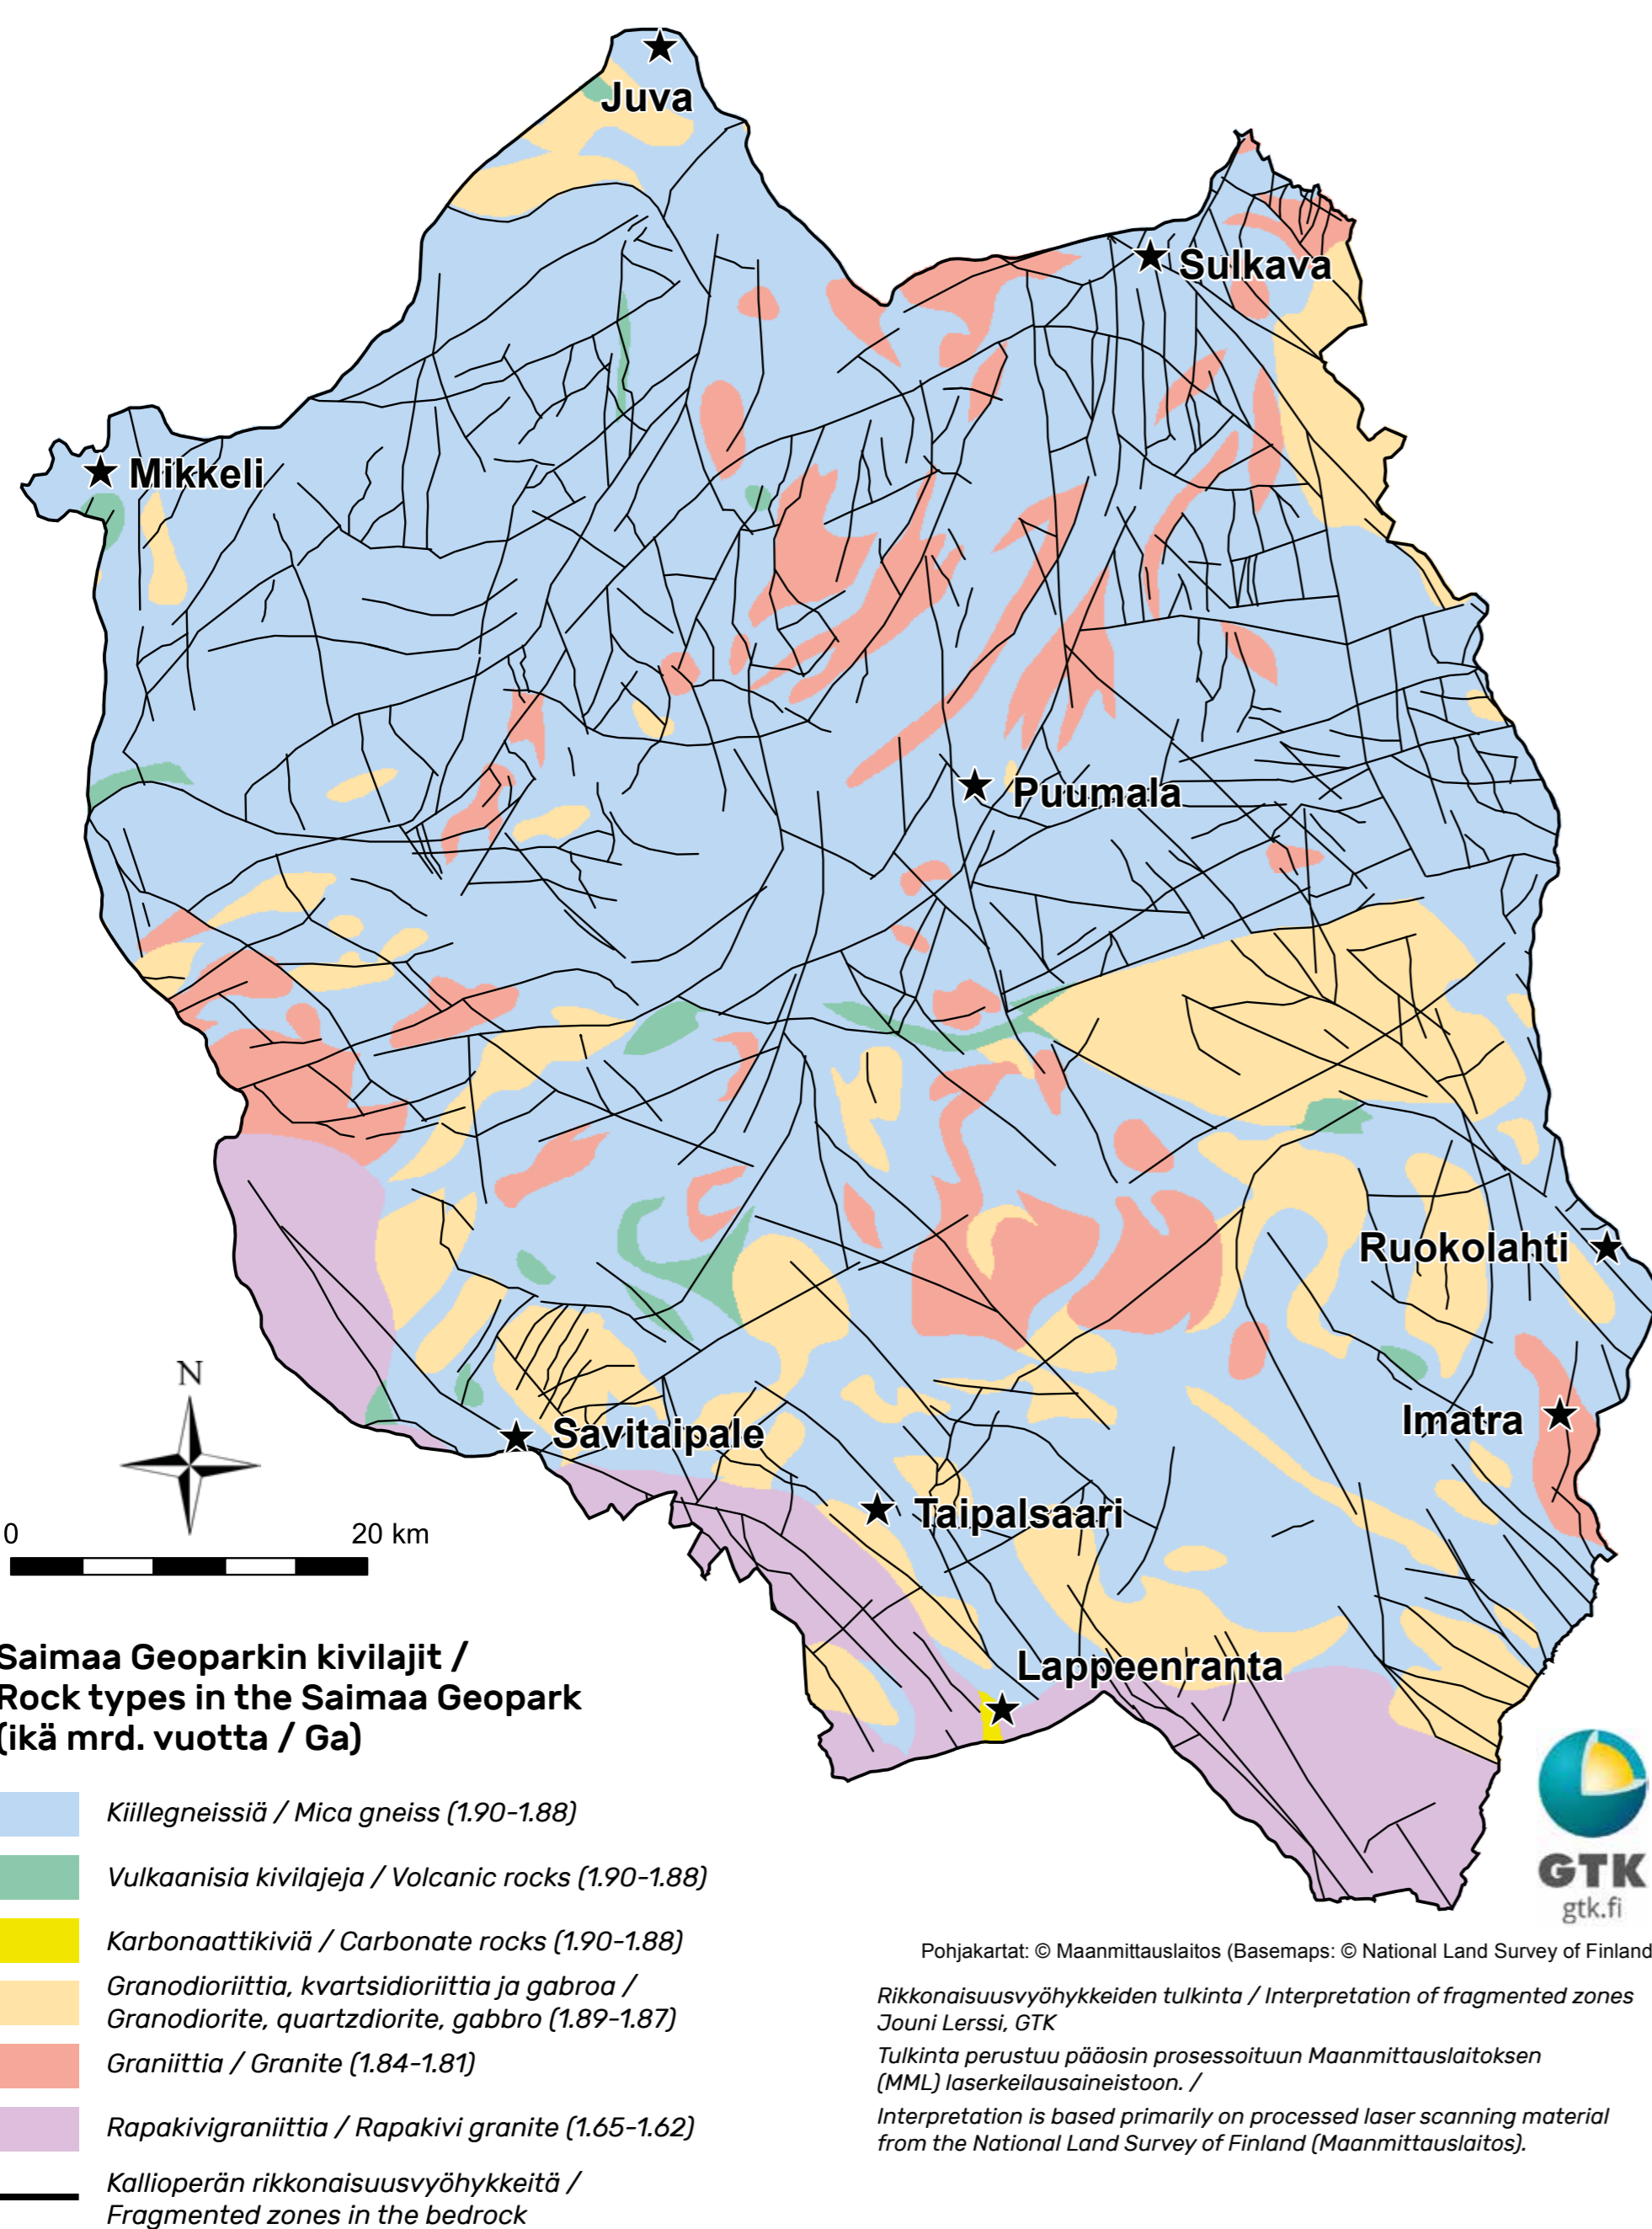 Juva
Sulkava
Mikkeli
Puumala
Ruokolahti
Imatra
Savitaipale
Taipalsaari
Lappeenranta
N
0 20 km
Saimaa Geoparkin kivilajit /
Rock types in the Saimaa Geopark
(ikä mrd. vuotta / Ga)
Kiillegneissiä / Mica gneiss (1.90-1.88)
Vulkaanisia kivilajeja / Volcanic rocks (1.90-1.88)
Karbonaattikiviä / Carbonate rocks (1.90-1.88)
Granodioriittia, kvartsidioriittia ja gabroa /
Granodiorite, quartzdiorite, gabbro (1.89-1.87)
Graniittia / Granite (1.84-1.81)
Rapakivigraniittia / Rapakivi granite (1.65-1.62)
Kallioperän rikkonaisuusvyöhykkeitä /
Fragmented zones in the bedrock
GTK
gtk.fi
Pohjakartat: © Maanmittauslaitos (Basemaps: © National Land Survey of Finland
Rikkonaisuusvyöhykkeiden tulkinta / Interpretation of fragmented zones
Jouni Lerssi, GTK
Tulkinta perustuu pääosin prosessoituun Maanmittauslaitoksen
(MML) laserkeilausaineistoon. /
Interpretation is based primarily on processed laser scanning material
from the National Land Survey of Finland (Maanmittauslaitos).